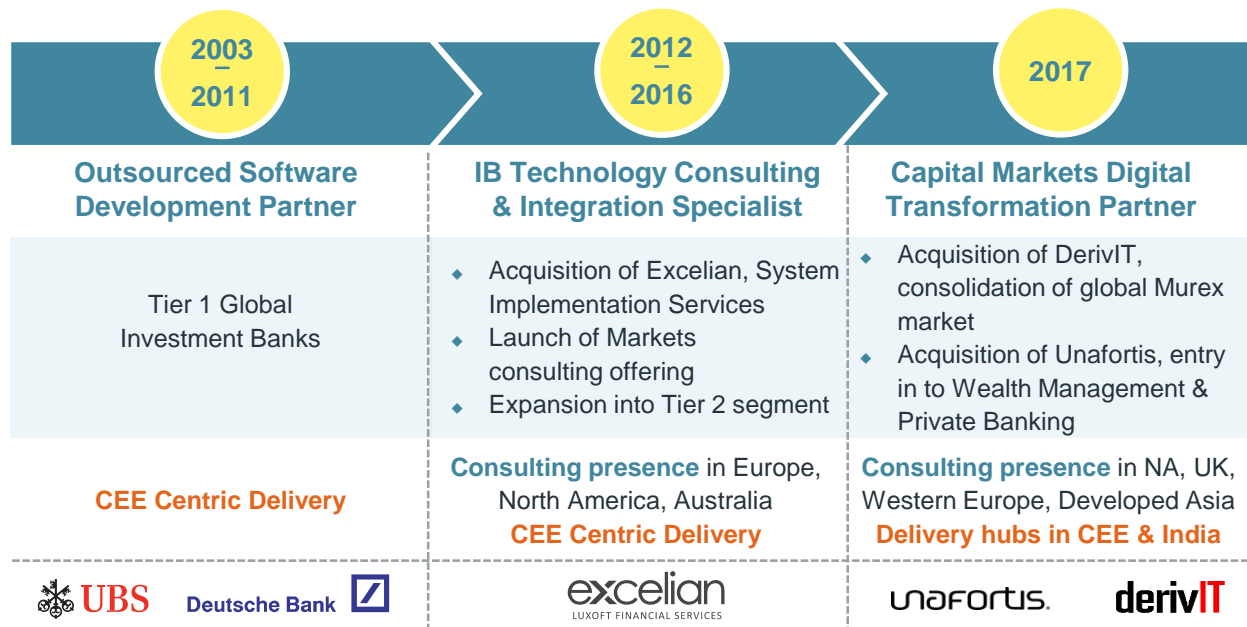 2003
–
2011
2012
–
2016
2017
Outsourced Software
Development Partner
IB Technology Consulting
& Integration Specialist
Capital Markets Digital
Transformation Partner
Tier 1 Global
Investment Banks
Acquisition of Excelian, System
Implementation Services
Launch of Markets
consulting offering
Expansion into Tier 2 segment
Acquisition of DerivIT,
consolidation of global Murex
market
Acquisition of Unafortis, entry
in to Wealth Management &
Private Banking
CEE Centric Delivery
Consulting presence in Europe,
North America, Australia
CEE Centric Delivery
Consulting presence in NA, UK,
Western Europe, Developed Asia
Delivery hubs in CEE & India
UBS
Deutsche Bank
excelian
LUXOFT FINANCIAL SERVICES
unafortis.
derivIT